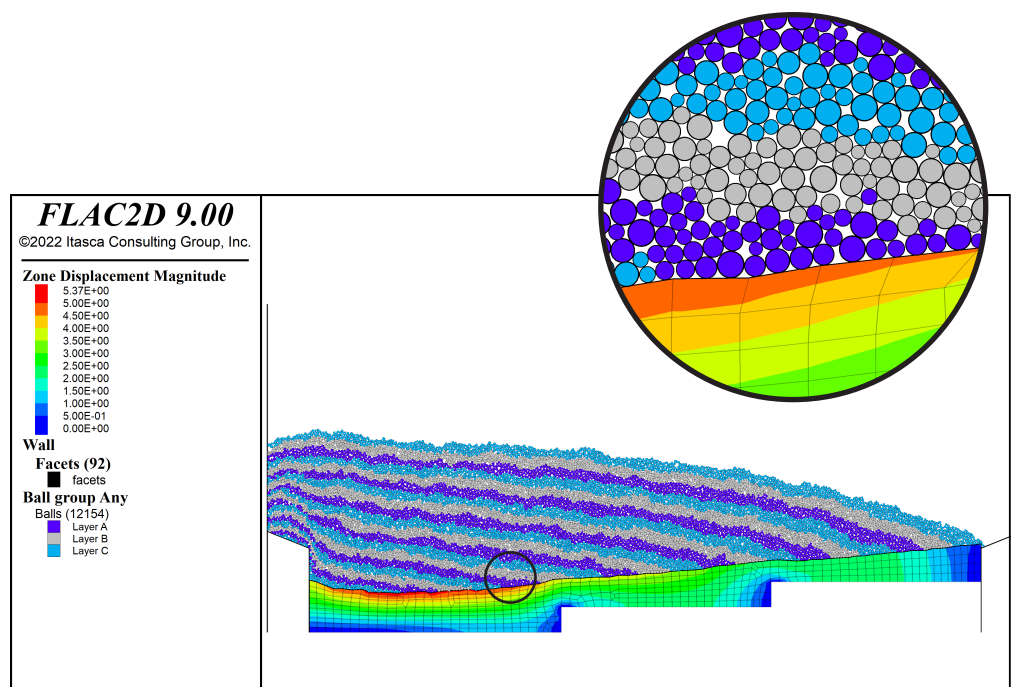 FLAC2D 9.00
©2022 Itasca Consulting Group, Inc.
Zone Displacement Magnitude
5.37E+00
5.00E+00
4.50E+00
4.00E+00
3.50E+00
3.00E+00
2.50E+00
2.00E+00
1.50E+00
1.00E+00
5.00E-01
0.00E+00
Wall
Facets (92)
facets
Ball group Any
Balls (12154)
Layer A
Layer B
Layer C